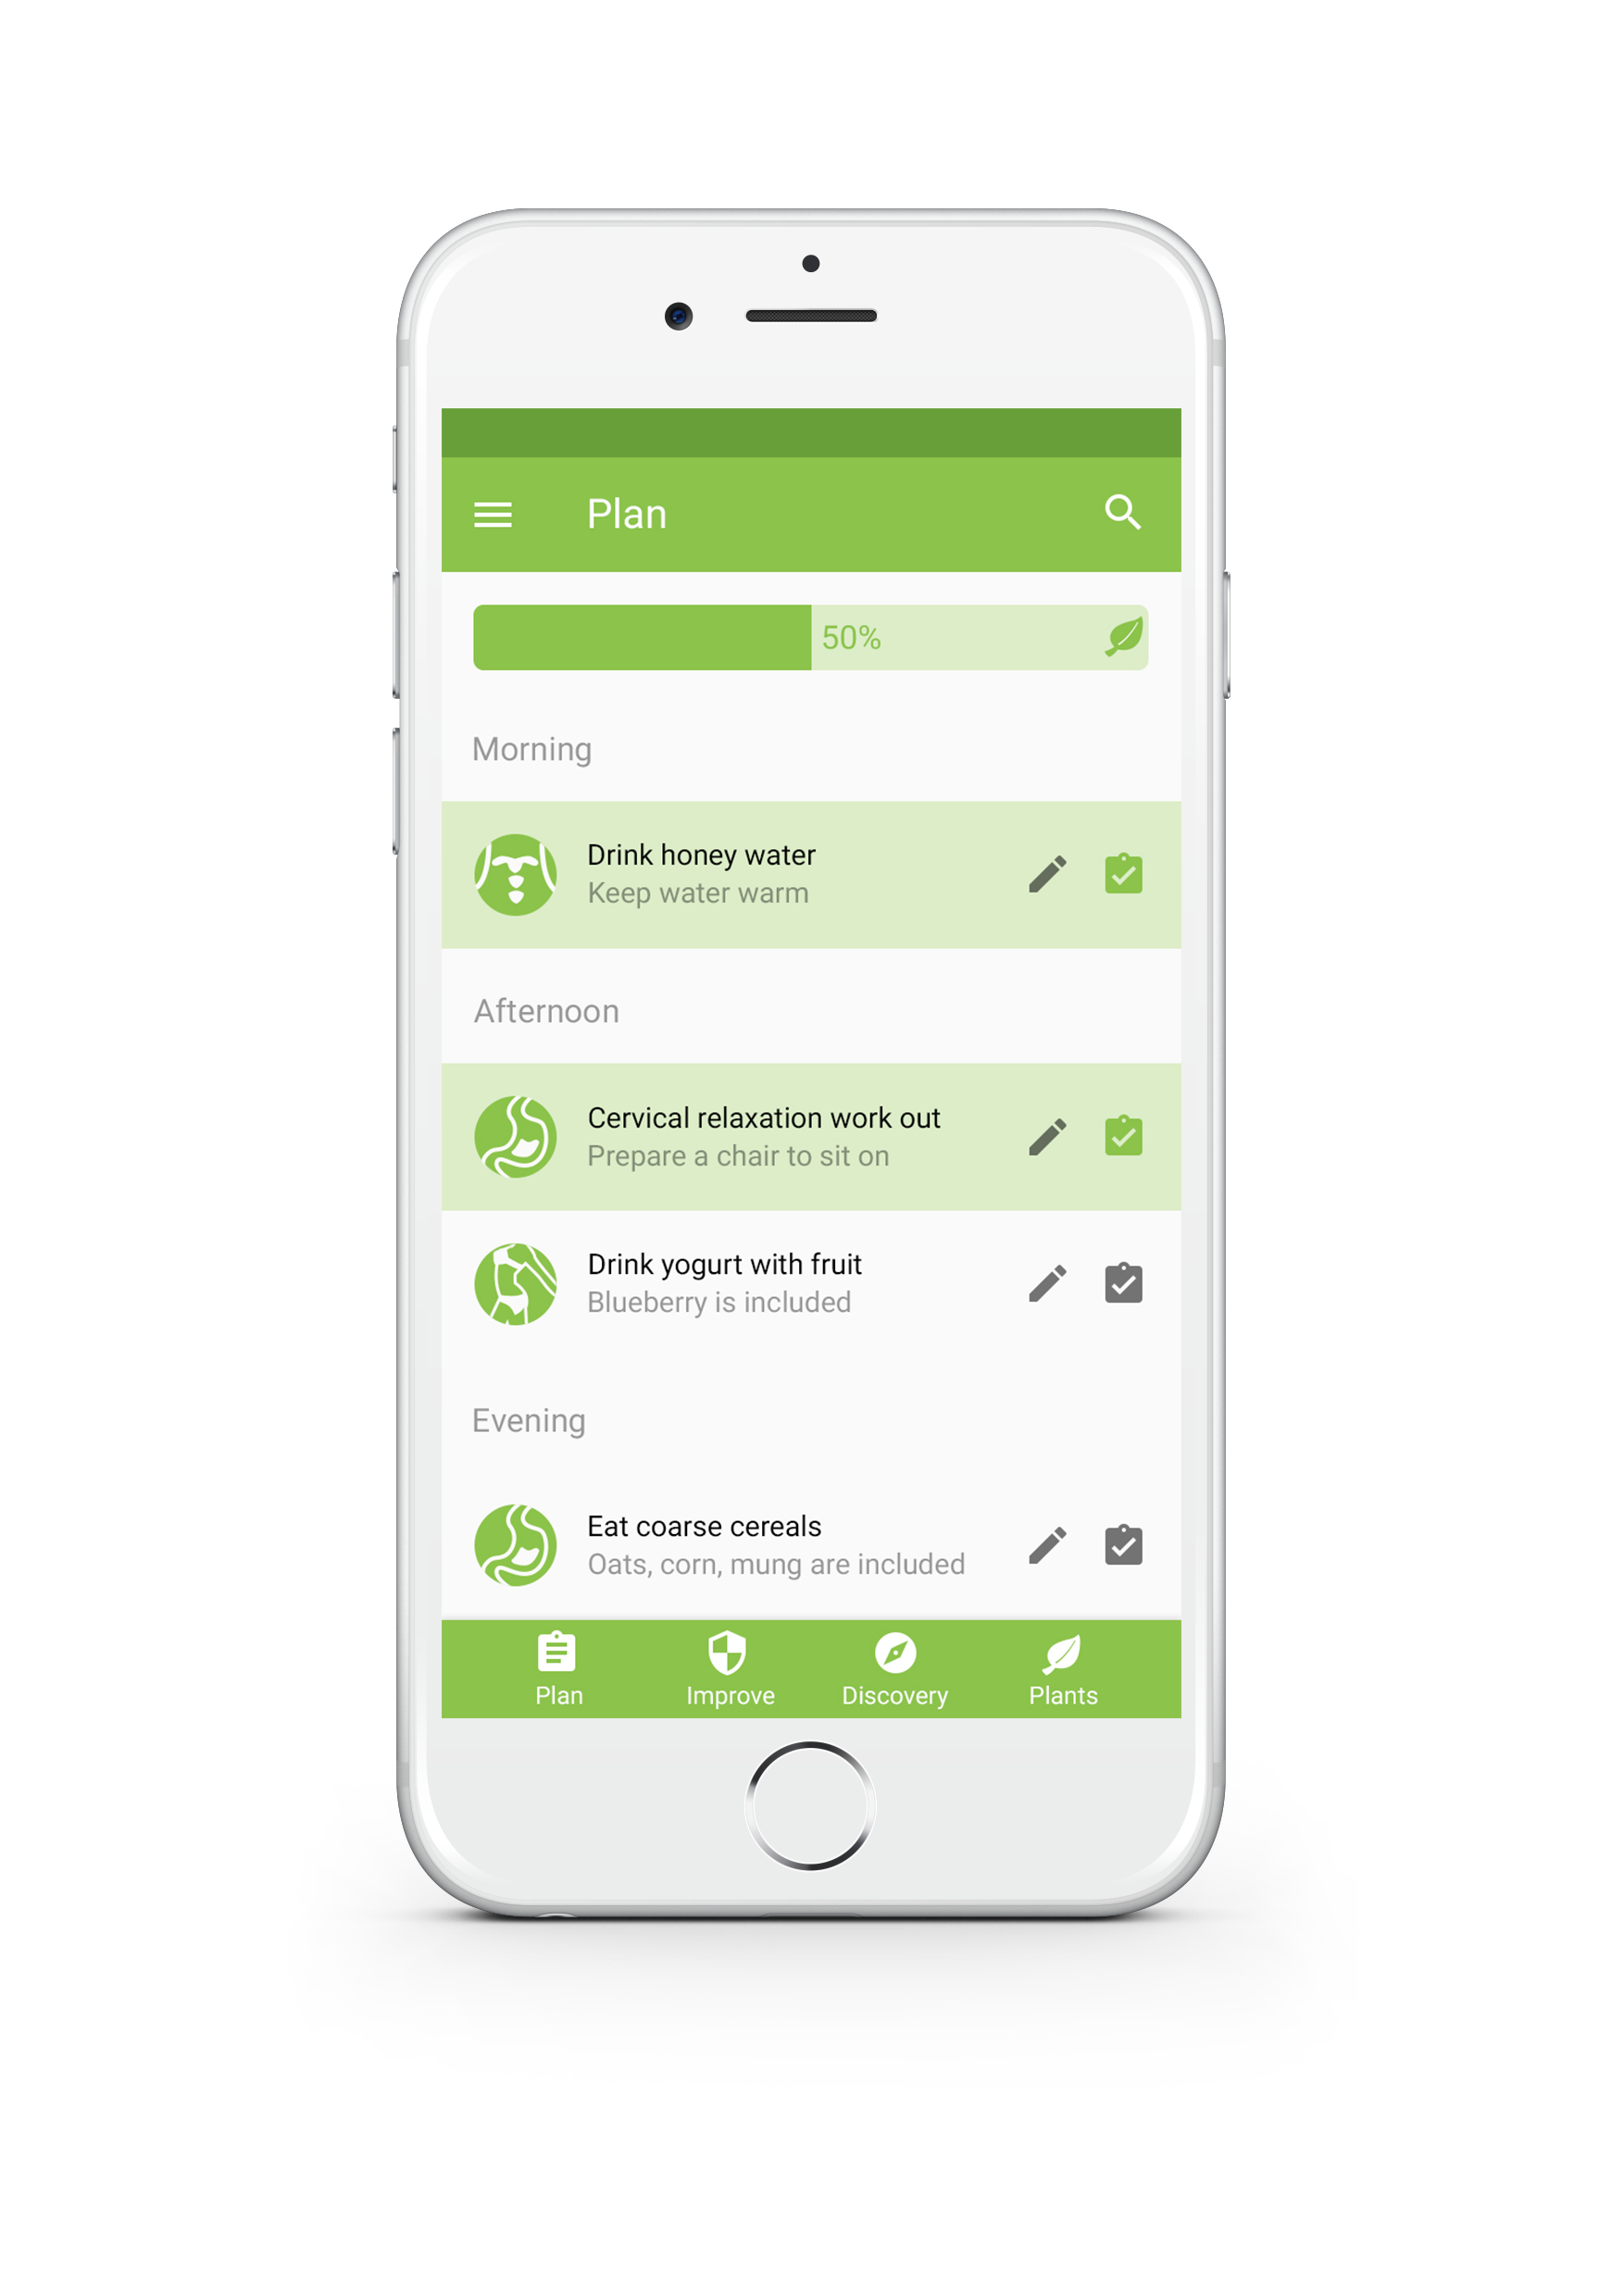 Plan
50%
Morning
Drink honey water
Keep water warm
Afternoon
Cervical relaxation work out
Prepare a chair to sit on
Drink yogurt with fruit
Blueberry is included
Evening
Eat coarse cereals
Oats, corn, mung are included
Plan Improve Discovery Plants